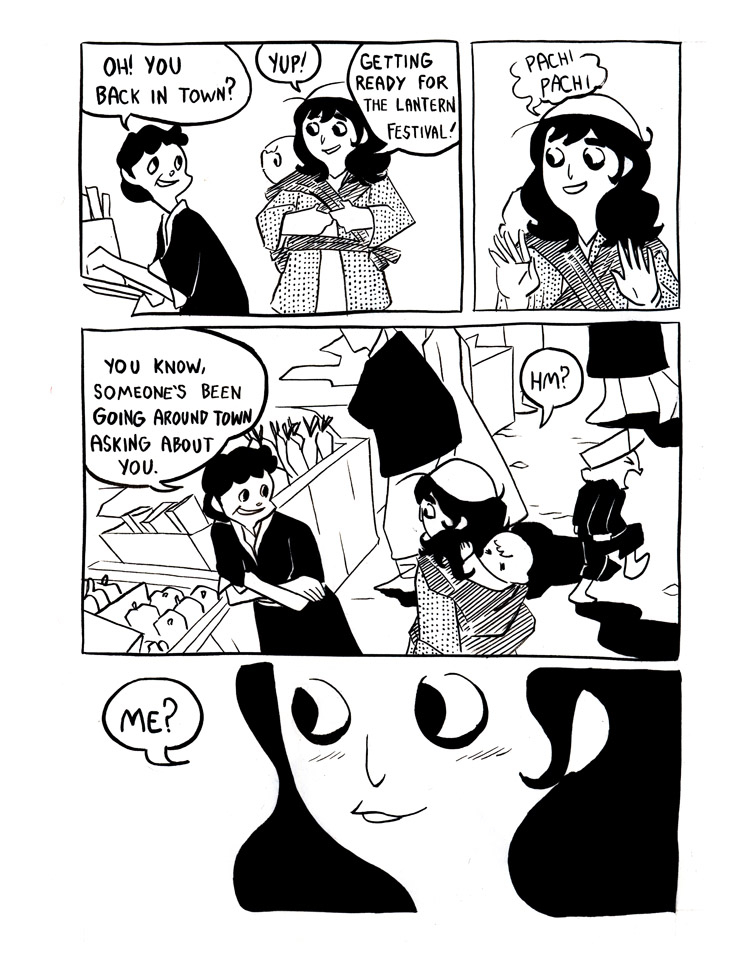 OH! YOU
BACK IN TOWN?
YUP!
GETTING
READY FOR
THE LANTERN
FESTIVAL!
PACHI
PACHI
YOU KNOW,
SOMEONE'S BEEN
GOING AROUND TOWN
ASKING ABOUT
YOU.
HM?
ME?